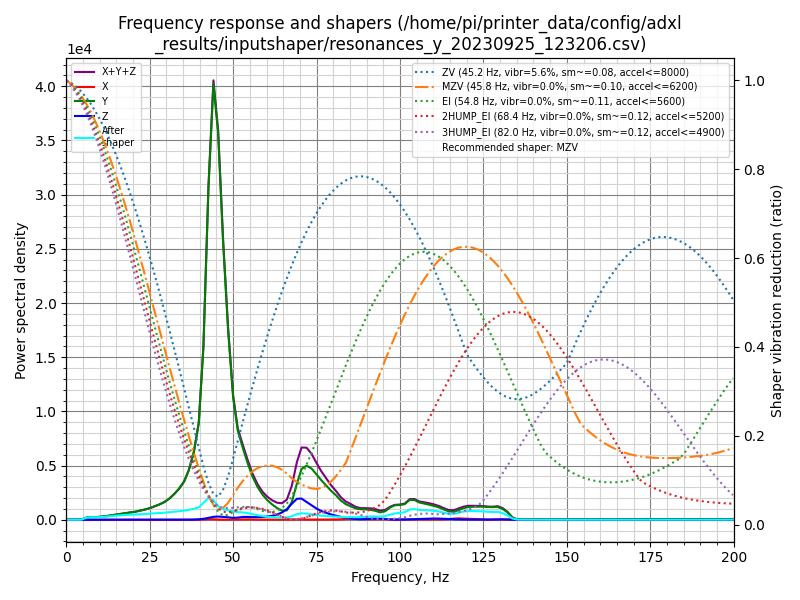 Frequency response and shapers (/home/pi/printer_data/config/adxl
_results/inputshaper/resonances_y_20230925_123206.csv)
1e4
X+Y+Z
X
Y
Z
After
shaper
ZV (45.2 Hz, vibr=5.6%, sm~=0.08, accel<=8000)
MZV (45.8 Hz, vibr=0.0%, sm~=0.10, accel<=6200)
EI (54.8 Hz, vibr=0.0%, sm~=0.11, accel<=5600)
2HUMP_EI (68.4 Hz, vibr=0.0%, sm~=0.12, accel<=5200)
3HUMP_EI (82.0 Hz, vibr=0.0%, sm~=0.12, accel<=4900)
Recommended shaper: MZV
Power spectral density
4.0
3.5
3.0
2.5
2.0
1.5
1.0
0.5
0.0
1.0
0.8
0.6
0.4
0.2
0.0
Shaper vibration reduction (ratio)
0 25 50 75 100 125 150 175 200
Frequency, Hz